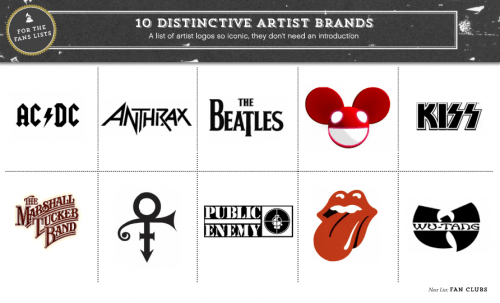 FOR THE
FANS LISTS
10 DISTINCTIVE ARTIST BRANDS
A list of artist logos so iconic, they don't need an introduction
AC DC
ANTHRAX
THE
BEATLES
KISS
THE
MARSHALL
TUCKER
BAND
PUBLIC
ENEMY
WU-TANG
Next List: FAN CLUBS